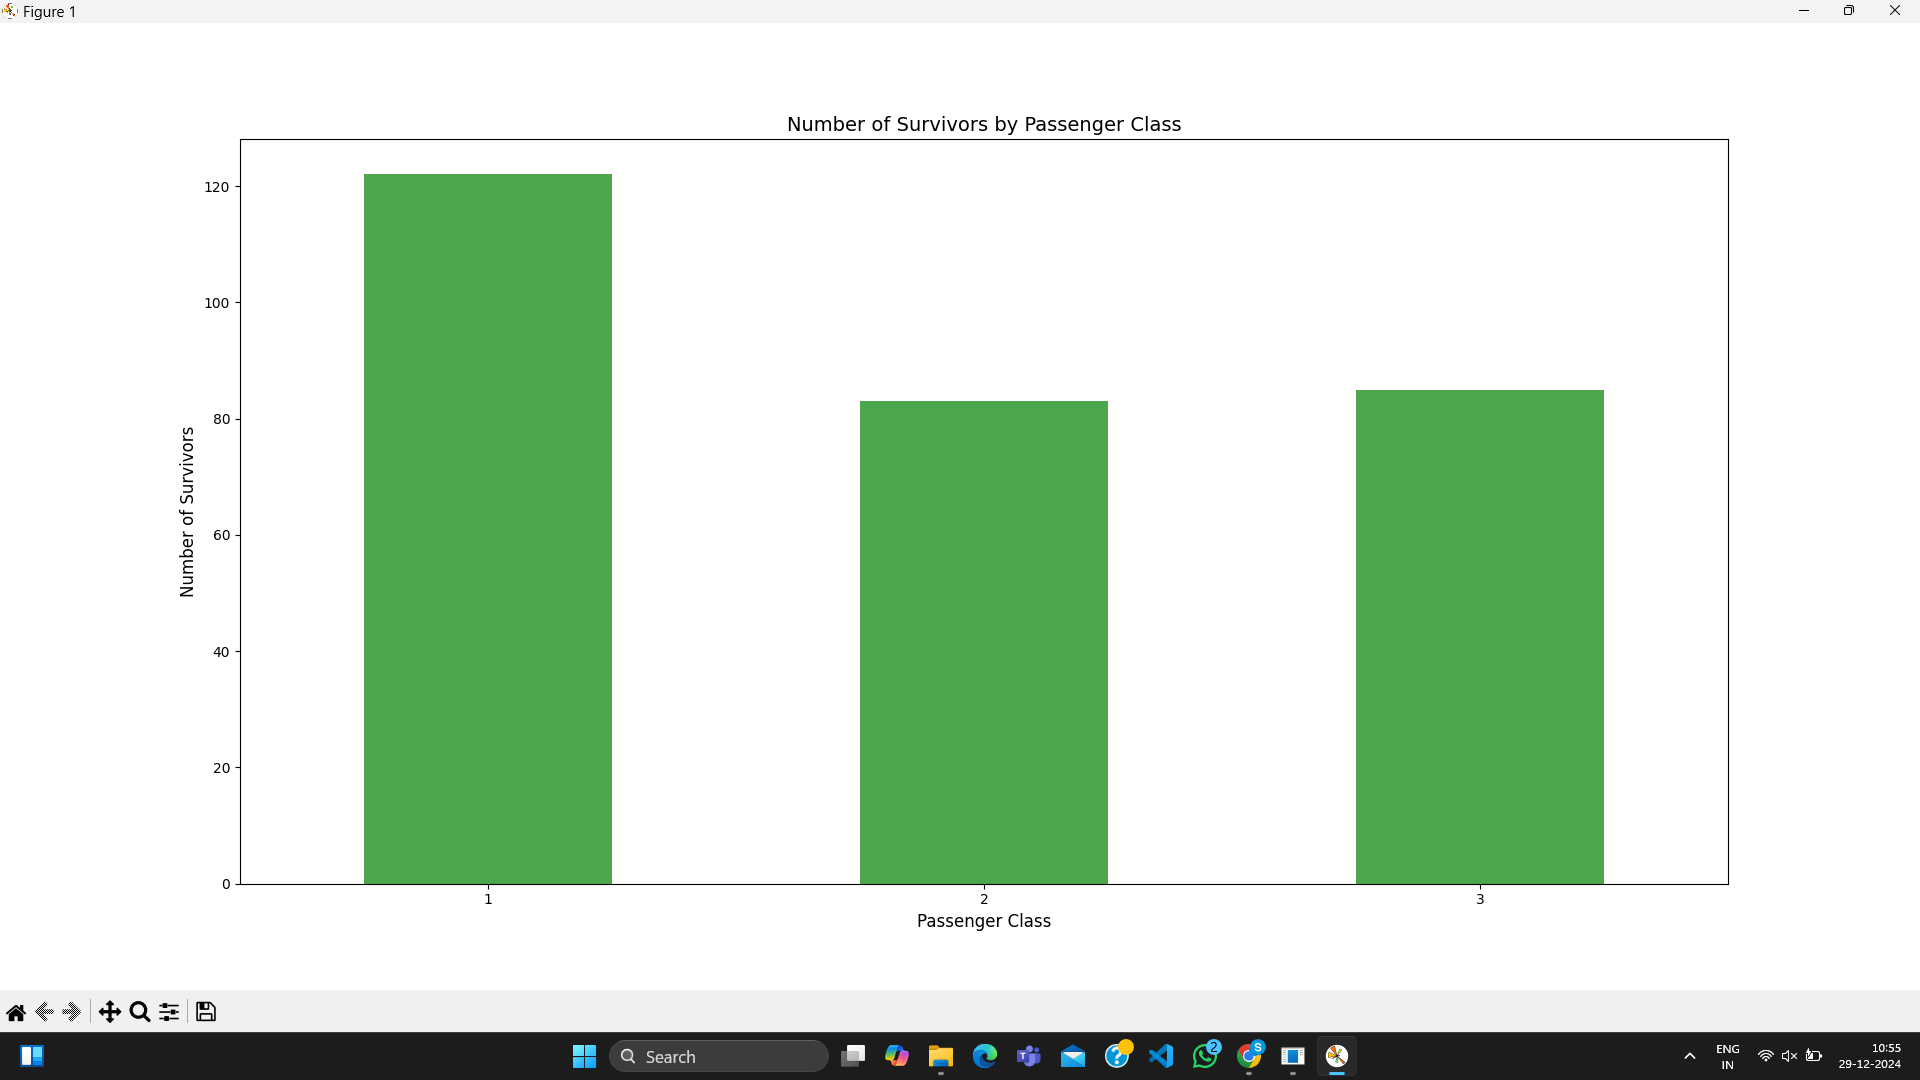 Figure 1
Number of Survivors by Passenger Class
120
100
80
60
40
20
0
Number of Survivors
1
2
3
Passenger Class
Search
T
?
2
S
ENG
IN
10:55
29-12-2024